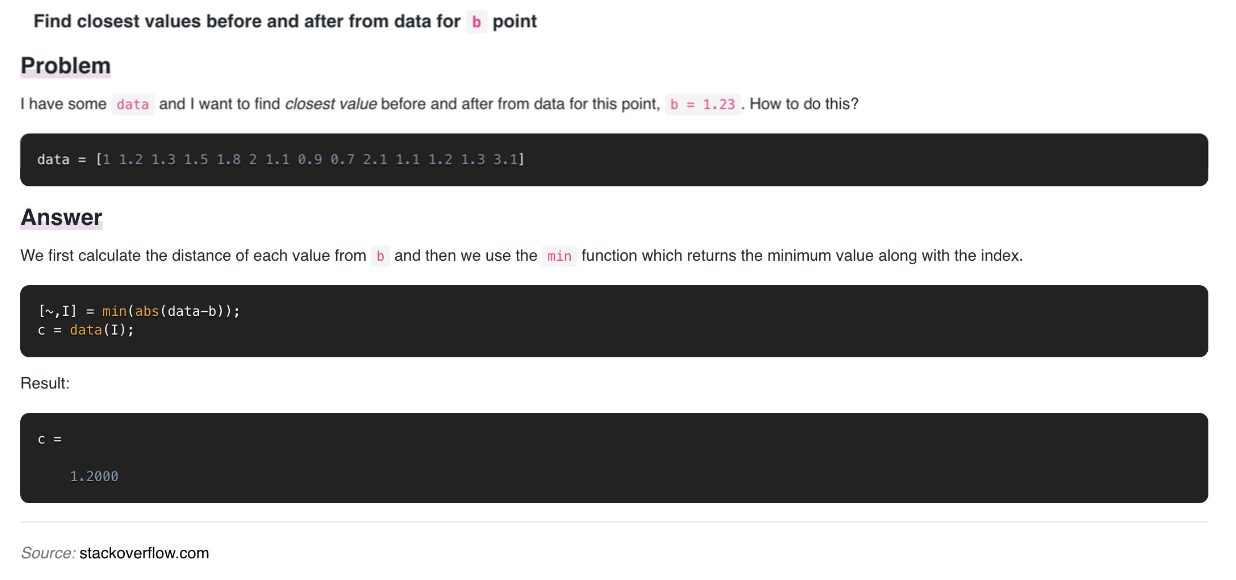 Find closest values before and after from data for b point
Problem
I have some data and I want to find closest value before and after from data for this point, b = 1.23 . How to do this?
data = [1 1.2 1.3 1.5 1.8 2 1.1 0.9 0.7 2.1 1.1 1.2 1.3 3.1]
Answer
We first calculate the distance of each value from b and then we use the min function which returns the minimum value along with the index.
[~,I] = min(abs(data-b));
c = data(I);
Result:
c =
1.2000
Source: stackoverflow.com